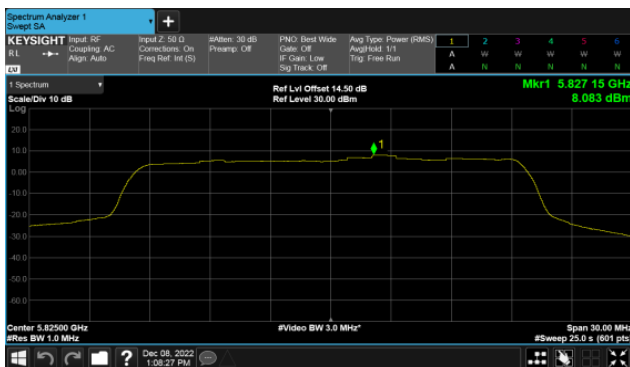 Spectrum Analyzer 1
Swept SA
KEYSIGHT Input: RF Input Z: 50 Ω #Atten: 30 dB PNO: Best Wide Avg Type: Power (RMS) 1 2 3 4 5 6
RL Coupling: AC Corrections: On Preamp: Off Gate: Off Avg|Hold: 1/1 A W W W W W
Align: Auto Freq Ref: Int (S) IF Gain: Low Trig: Free Run
Sig Track: Off A N N N N N
LXI
1 Spectrum Ref Lvl Offset 14.50 dB Mkr1 5.827 15 GHz
Scale/Div 10 dB Ref Level 30.00 dBm 8.083 dBm
Log
20.0
1
10.0
0.00
-10.0
-20.0
-30.0
-40.0
-50.0
-60.0
Center 5.82500 GHz #Video BW 3.0 MHz* Span 30.00 MHz
#Res BW 1.0 MHz #Sweep 25.0 s (601 pts)
? Dec 08, 2022
1:08:27 PM